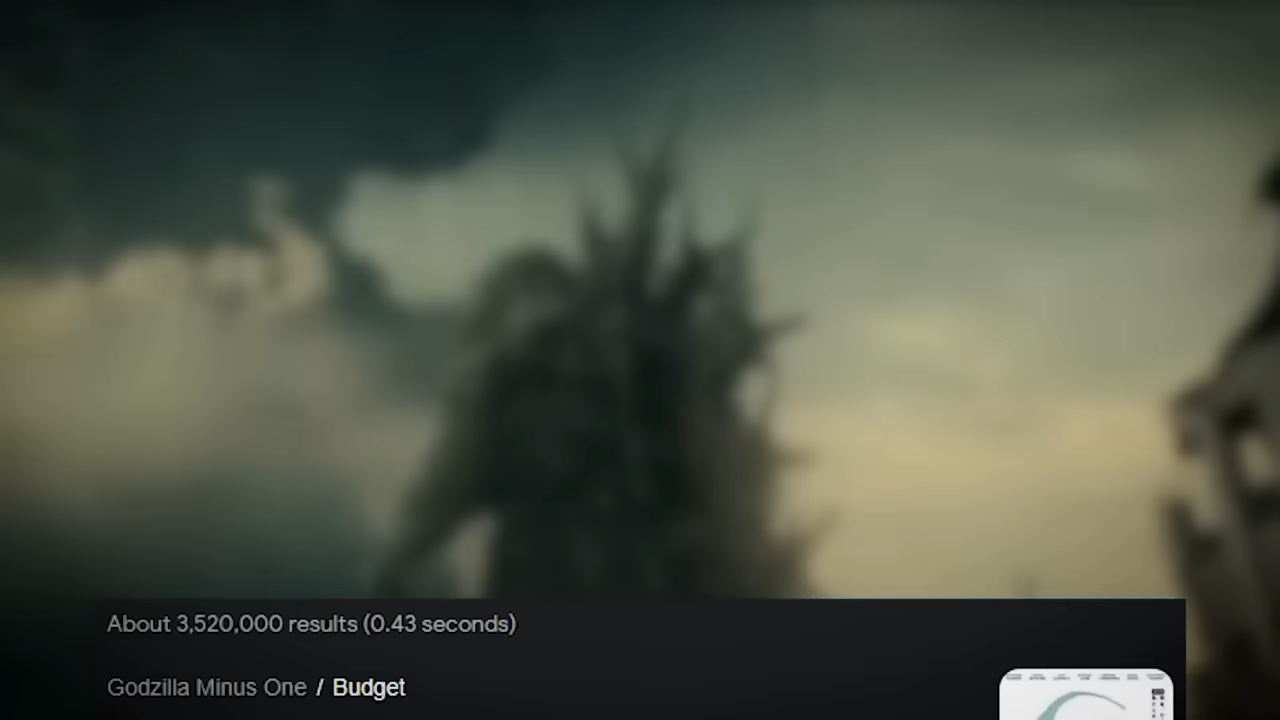 About 3,520,000 results (0.43 seconds)
Godzilla Minus One / Budget